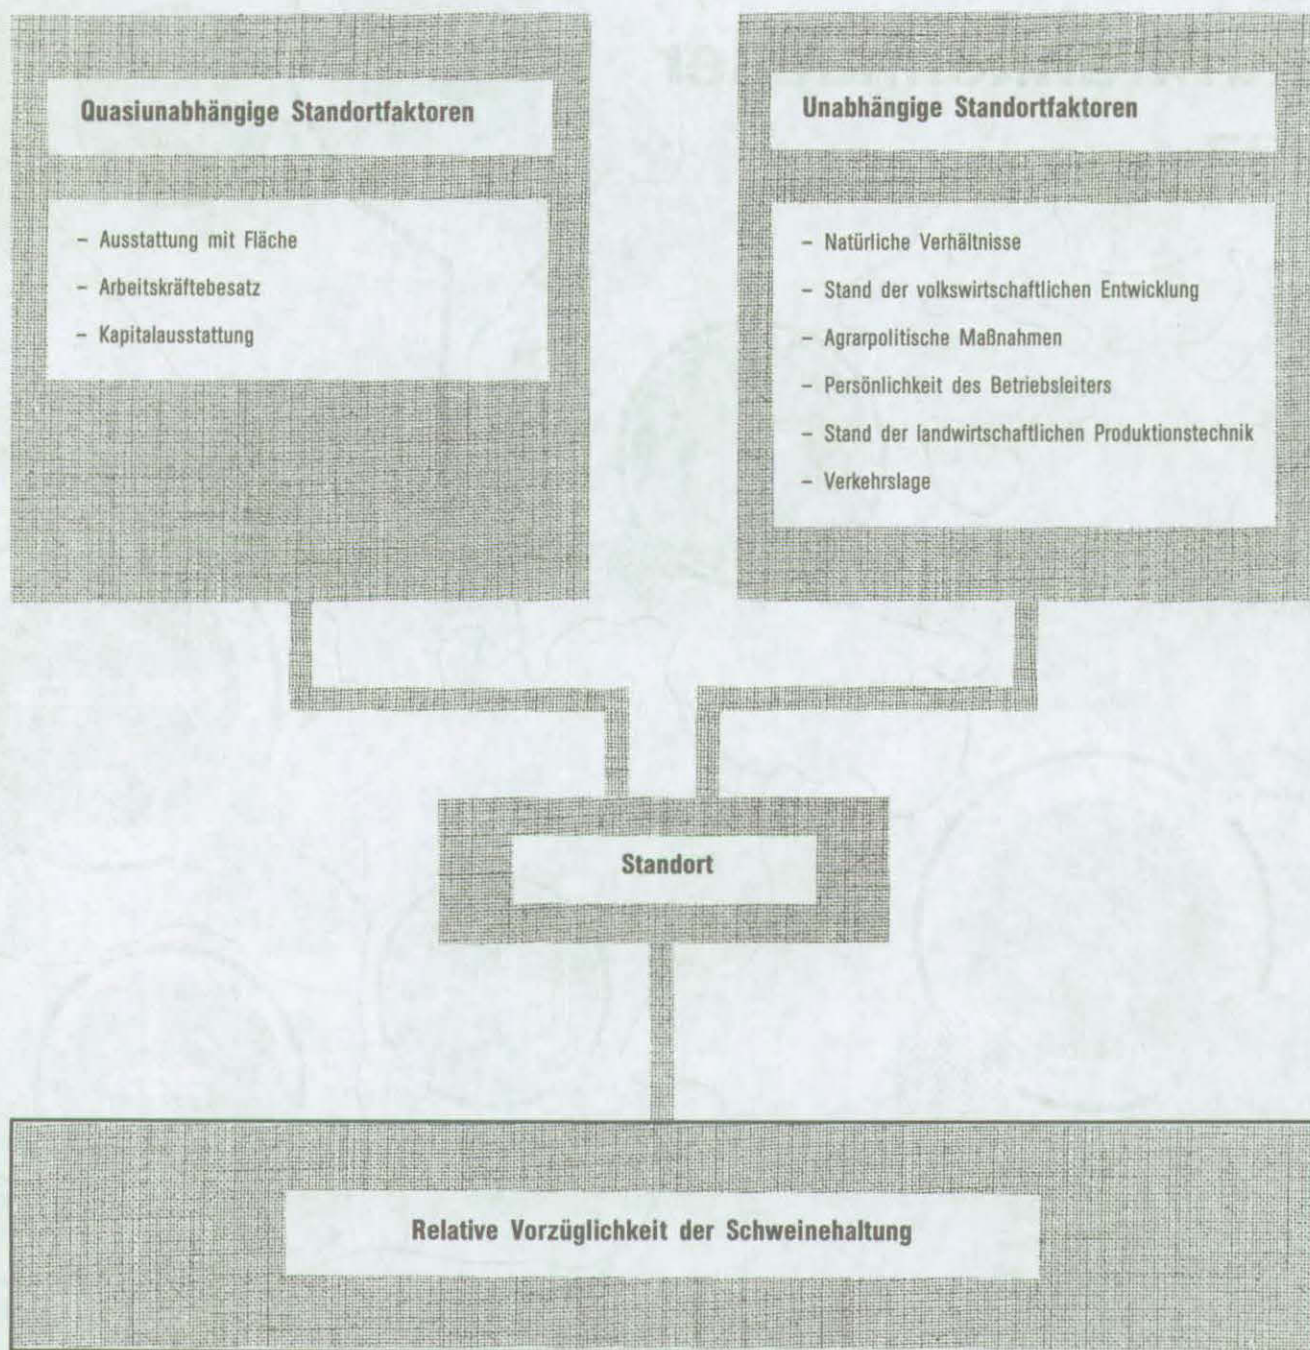 Quasiunabhängige Standortfaktoren
– Ausstattung mit Fläche
– Arbeitskräftebesatz
– Kapitalausstattung
Unabhängige Standortfaktoren
– Natürliche Verhältnisse
– Stand der volkswirtschaftlichen Entwicklung
– Agrarpolitische Maßnahmen
– Persönlichkeit des Betriebsleiters
– Stand der landwirtschaftlichen Produktionstechnik
– Verkehrslage
Standort
Relative Vorzüglichkeit der Schweinehaltung